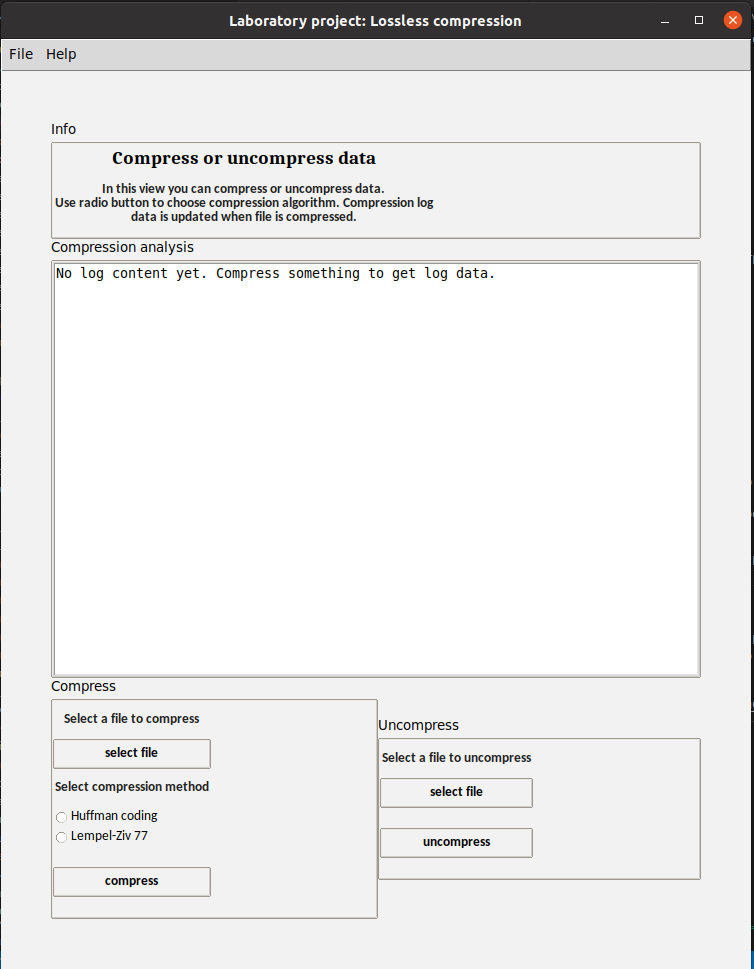 Laboratory project: Lossless compression
File Help
Info
Compress or uncompress data
In this view you can compress or uncompress data.
Use radio button to choose compression algorithm. Compression log
data is updated when file is compressed.
Compression analysis
No log content yet. Compress something to get log data.
Compress
Select a file to compress
select file
Select compression method
Huffman coding
Lempel-Ziv 77
compress
Uncompress
Select a file to uncompress
select file
uncompress